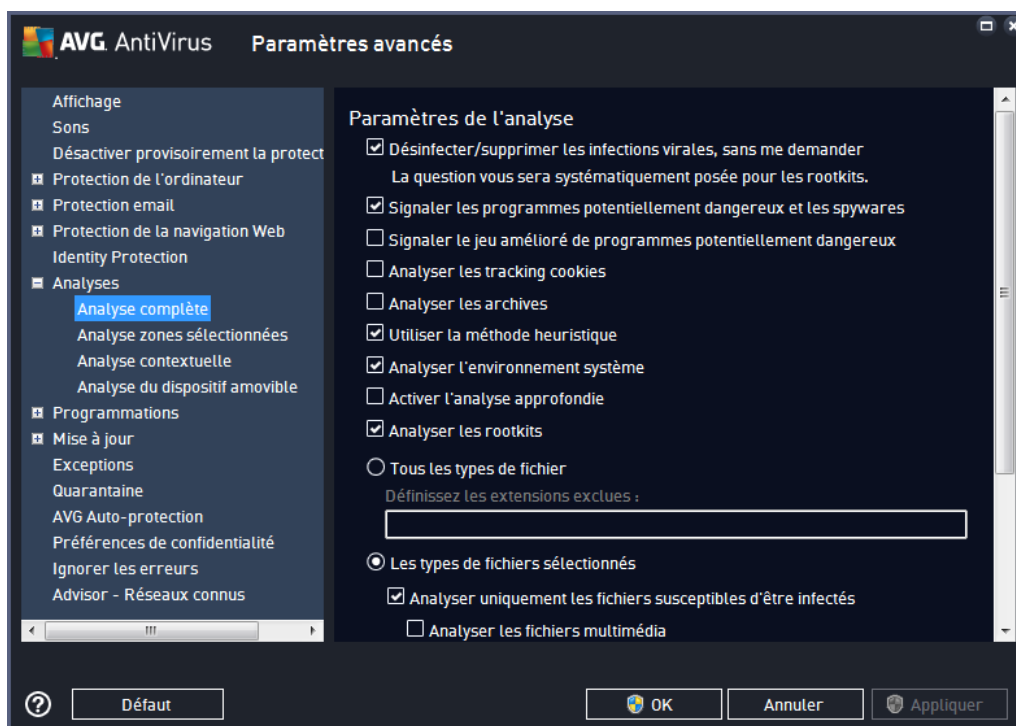 AVG. AntiVirus
Paramètres avancés
Affichage
Sons
Désactiver provisoirement la protect
Protection de l'ordinateur
Protection email
Protection de la navigation Web
Identity Protection
Analyses
Analyse complète
Analyse zones sélectionnées
Analyse contextuelle
Analyse du dispositif amovible
Programmations
Mise à jour
Exceptions
Quarantaine
AVG Auto-protection
Préférences de confidentialité
Ignorer les erreurs
Advisor - Réseaux connus
Paramètres de l'analyse
Désinfecter/supprimer les infections virales, sans me demander
La question vous sera systématiquement posée pour les rootkits.
Signaler les programmes potentiellement dangereux et les spywares
Signaler le jeu amélioré de programmes potentiellement dangereux
Analyser les tracking cookies
Analyser les archives
Utiliser la méthode heuristique
Analyser l'environnement système
Activer l'analyse approfondie
Analyser les rootkits
Tous les types de fichier
Définissez les extensions exclues :
Les types de fichiers sélectionnés
Analyser uniquement les fichiers susceptibles d'être infectés
Analyser les fichiers multimédia
?
Défaut
OK
Annuler
Appliquer